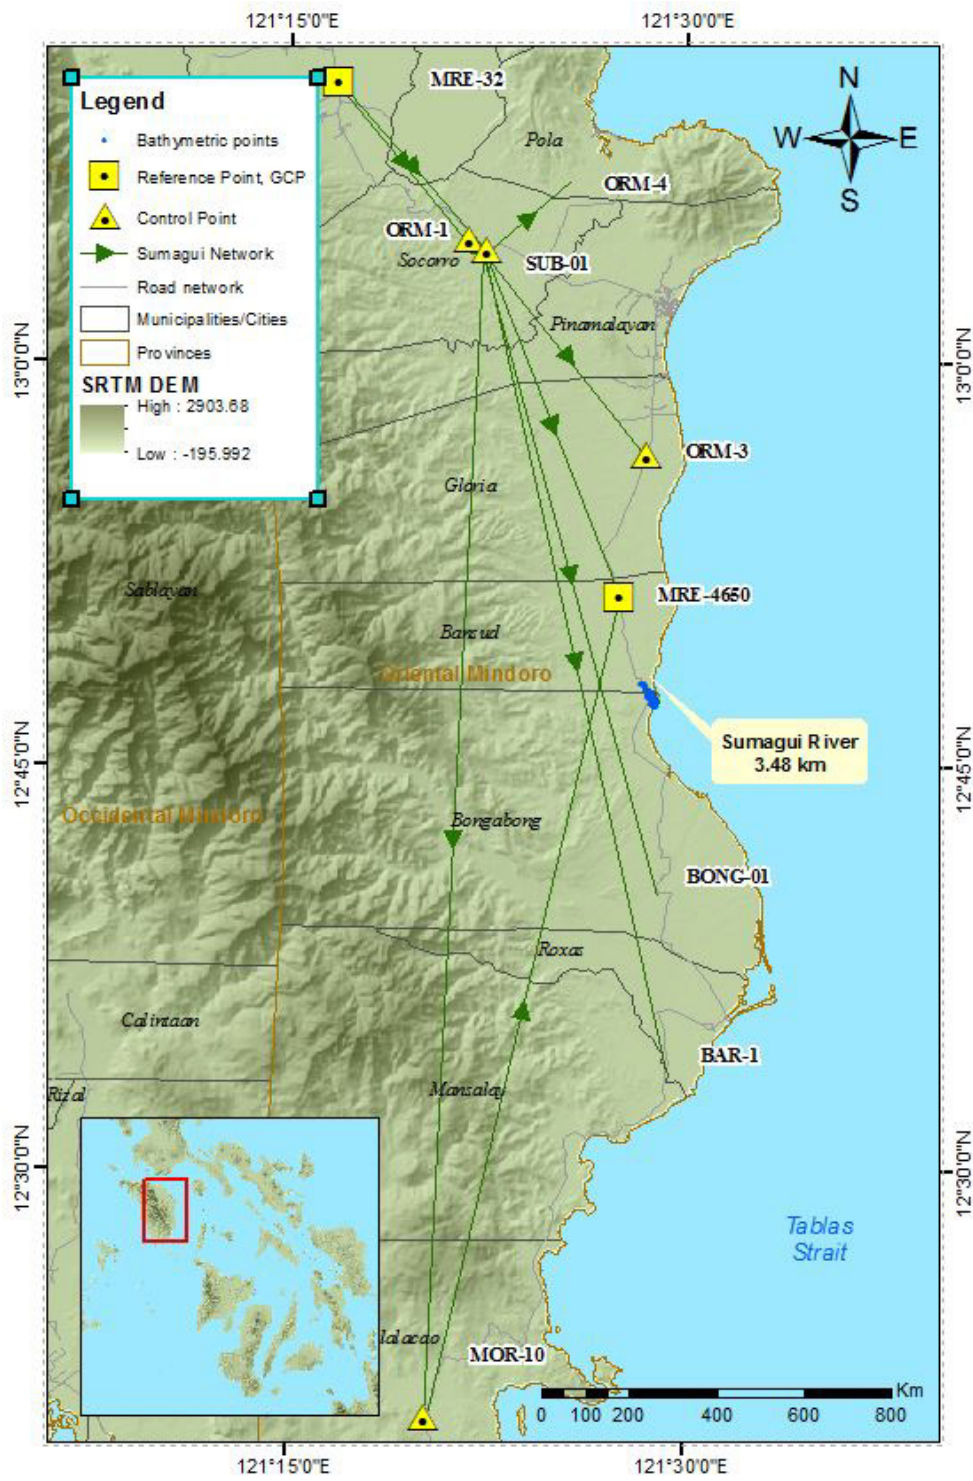 121°15'0"E 121°30'0"E
Legend
Bathymetric points
Reference Point, GCP
Control Point
Sumagui Network
Road network
Municipalities/Cities
Provinces
SRTM DEM
High : 2903.68
Low : -195.992
MRE-32
N
W E
S
Pola
ORM-4
ORM-1
Socorro
SUB-01
Pinamalayan
13°0'0"N 13°0'0"N
ORM-3
Gloria
Sablayan
MRE-4650
Bansud
Oriental Mindoro
Sumagui River
3.48 km
12°45'0"N 12°45'0"N
Occidental Mindoro
Bongabong
BONG-01
Roxas
Calintaan
BAR-1
Mansalay
Rizal
12°30'0"N 12°30'0"N
Tablas
Strait
lalacao
MOR-10
Km
0 100 200 400 600 800
121°15'0"E 121°30'0"E